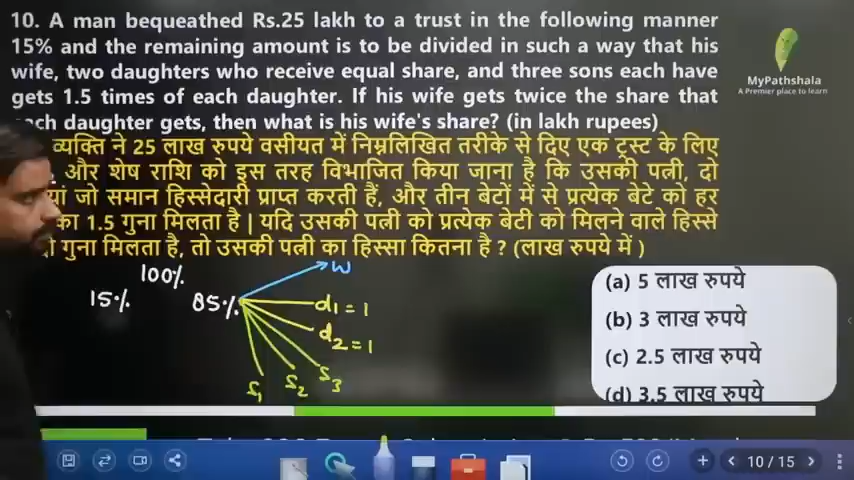 10. A man bequeathed Rs.25 lakh to a trust in the following manner
15% and the remaining amount is to be divided in such a way that his
wife, two daughters who receive equal share, and three sons each have
gets 1.5 times of each daughter. If his wife gets twice the share that
daughter gets, then what is his wife's share? (in lakh rupees)
व्यक्ति ने 25 लाख रुपये वसीयत में निम्नलिखित तरीके से दिए एक ट्रस्ट के लिए
और शेष राशि को इस तरह विभाजित किया जाना है कि उसकी पत्नी, दो
जो समान हिस्सेदारी प्राप्त करती हैं, और तीन बेटों में से प्रत्येक बेटे को हर
का 1.5 गुना मिलता है | यदि उसकी पत्नी को प्रत्येक बेटी को मिलने वाले हिस्से
गुना मिलता है, तो उसकी पत्नी का हिस्सा कितना है ? (लाख रुपये में )
MyPathshala
A Premier place to learn
100%
15%
85%
W
d1 = 1
d2 = 1
S1 S2 S3
(a) 5 लाख रुपये
(b) 3 लाख रुपये
(c) 2.5 लाख रुपये
(d) 3.5 लाख रुपये
10 / 15